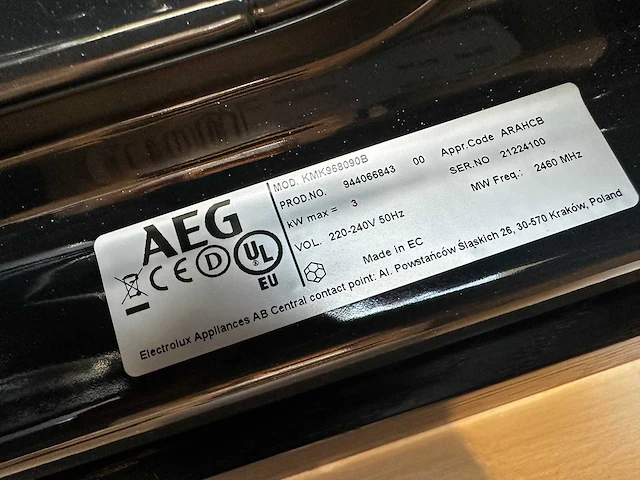 AEG
CE D UL
EU
MOD. KMK968090B
PROD.NO. 944066843 00 Appr.Code ARAHCB
kW max = 3 SER.NO 21224100
VOL. 220-240V 50Hz MW Freq.: 2460 MHz
Made in EC
Electrolux Appliances AB Central contact point: Al. Powstańców Śląskich 26, 30-570 Kraków, Poland